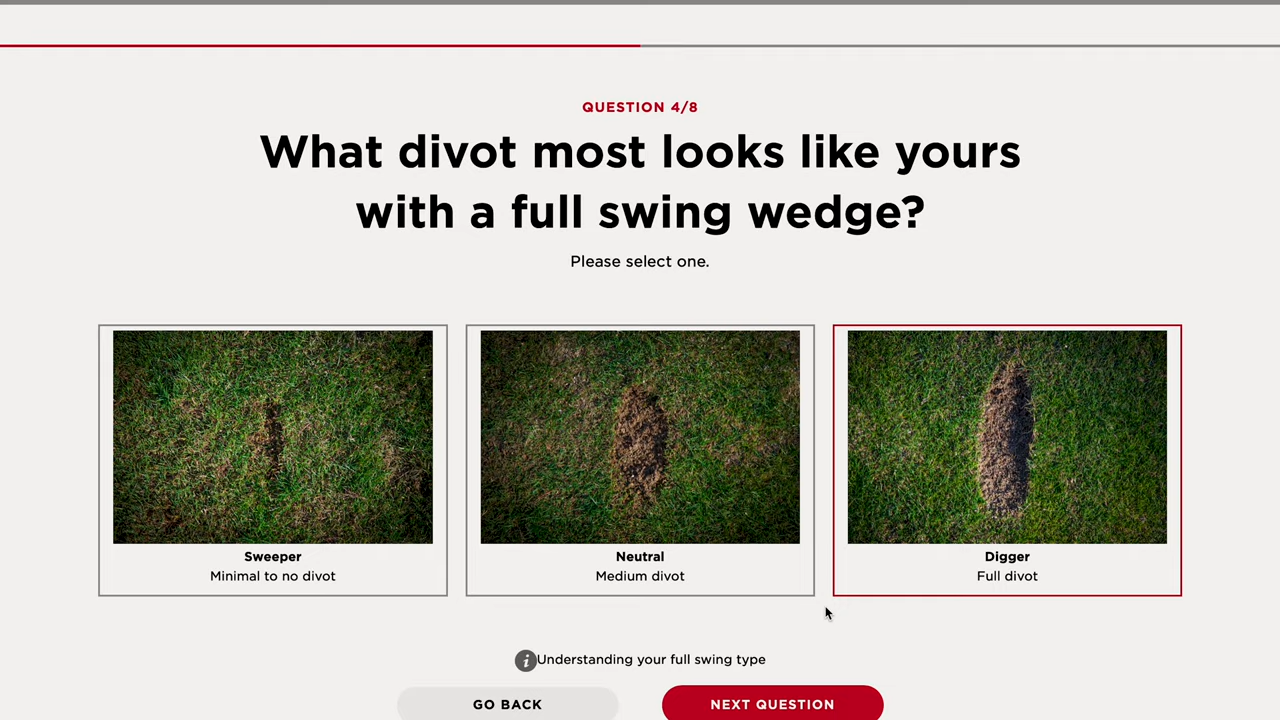 QUESTION 4/8
What divot most looks like yours
with a full swing wedge?
Please select one.
Sweeper
Minimal to no divot
Neutral
Medium divot
Digger
Full divot
i Understanding your full swing type
GO BACK
NEXT QUESTION